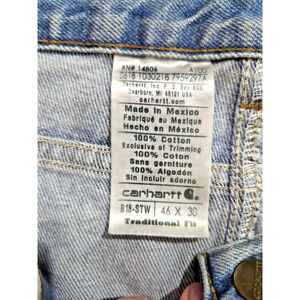 RN# 14806 4100
0618 1030218 7959297A
Carhartt, Inc. P.O. Box 600
Dearborn, MI 48121 USA
carhartt.com
Made in Mexico
Fabriqué au Mexique
Hecho en México
100% Cotton
Exclusive of Trimming
100% Coton
Sans garniture
100% Algodón
Sin incluir adorno
carhartt
B18-STW 46 X 30
Traditional Fit